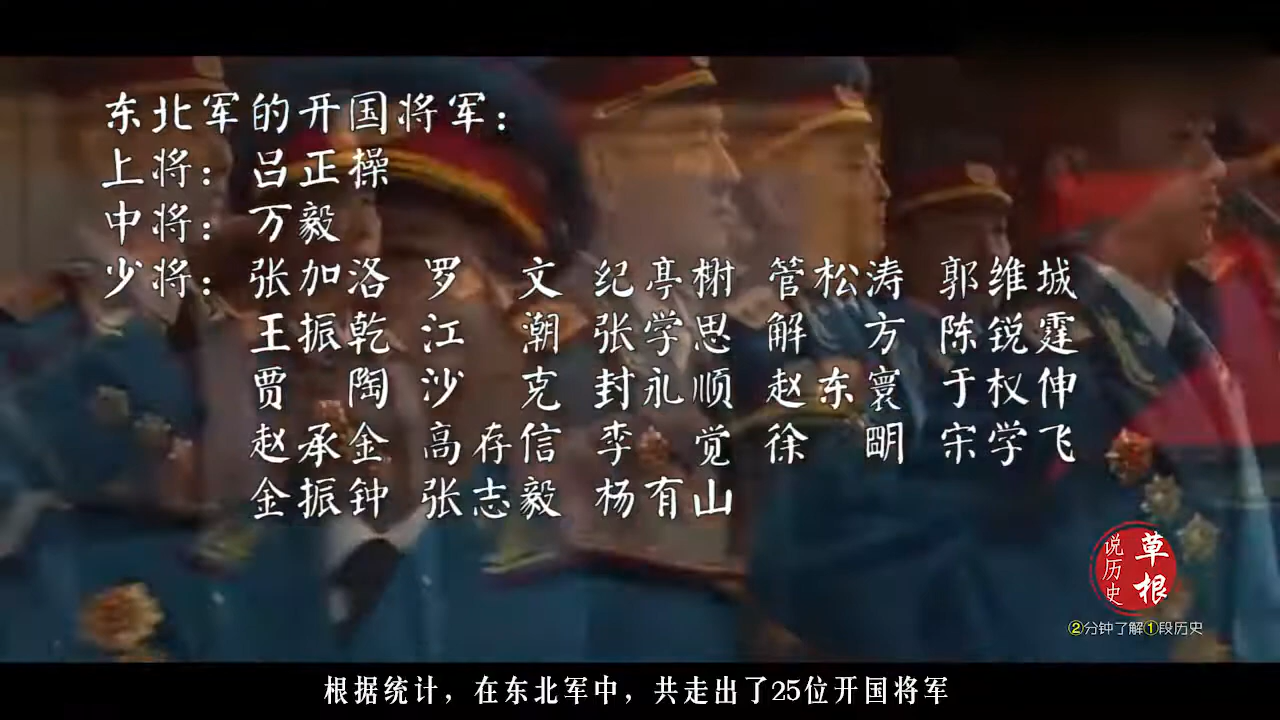 东北军的开国将军：
上将：吕正操
中将：万毅
少将：张加洛 罗文 纪亭榭 管松涛 郭维城
王振乾 江潮 张学思 解方 陈锐霆
贾陶 沙克 封永顺 赵东寰 于权伸
赵承金 高存信 李觉 徐明 宋学飞
金振钟 张志毅 杨有山
草根
说历史
②分钟了解①段历史
根据统计，在东北军中，共走出了25位开国将军